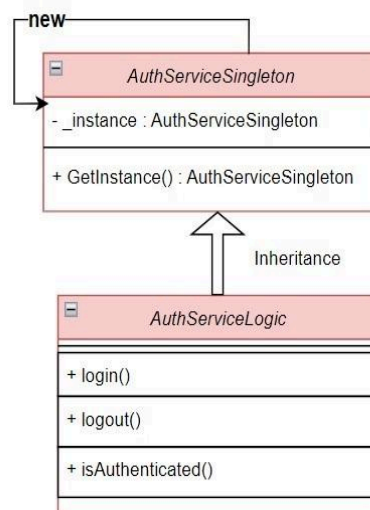 new
AuthServiceSingleton
- _instance : AuthServiceSingleton
+ GetInstance() : AuthServiceSingleton
Inheritance
AuthServiceLogic
+ login()
+ logout()
+ isAuthenticated()